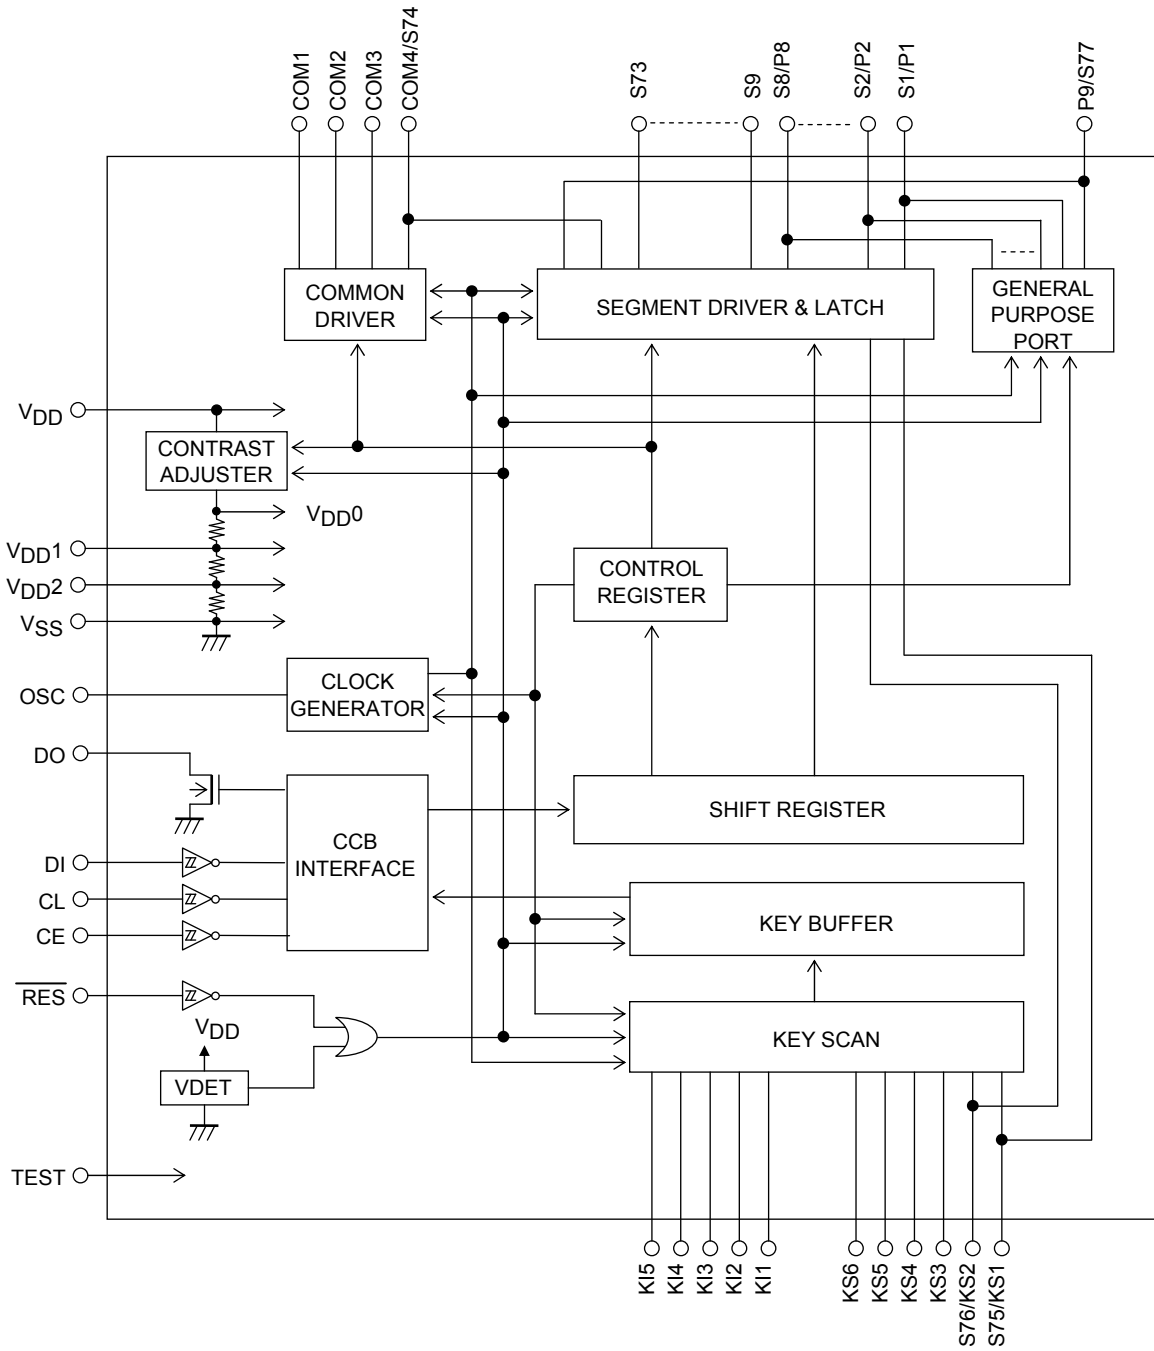 COM1
COM2
COM3
COM4/S74
S73
S9
S8/P8
S2/P2
S1/P1
P9/S77
COMMON
DRIVER
SEGMENT DRIVER & LATCH
GENERAL
PURPOSE
PORT
VDD
CONTRAST
ADJUSTER
VDD0
VDD1
VDD2
VSS
CONTROL
REGISTER
OSC
CLOCK
GENERATOR
DO
SHIFT REGISTER
CCB
INTERFACE
DI
CL
CE
KEY BUFFER
RES
VDD
KEY SCAN
VDET
TEST
KI5
KI4
KI3
KI2
KI1
KS6
KS5
KS4
KS3
S76/KS2
S75/KS1